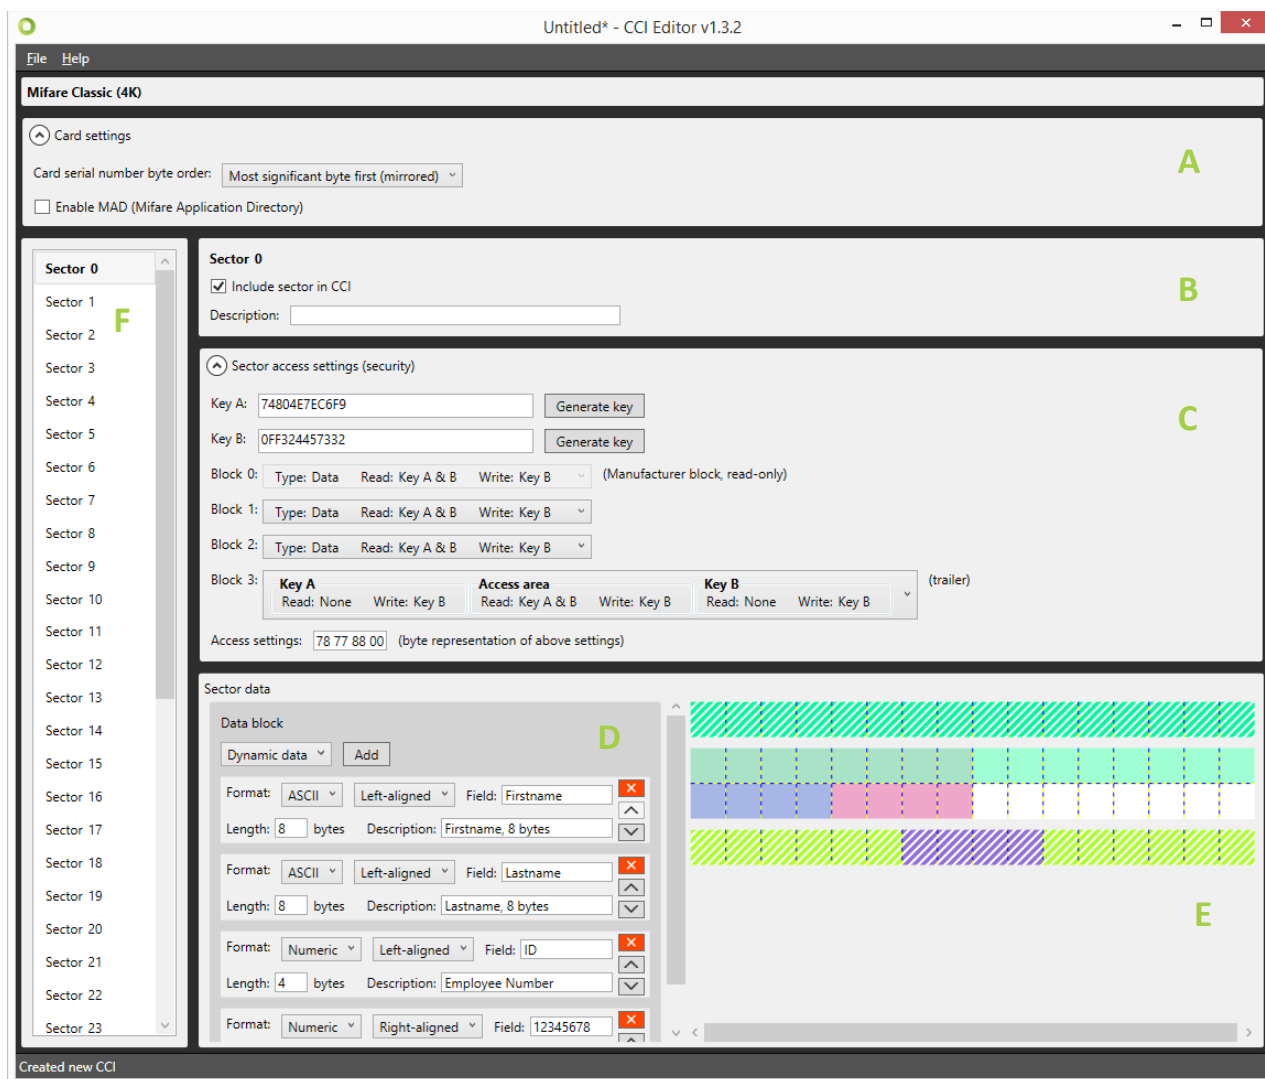 Untitled* - CCI Editor v1.3.2
File Help
Mifare Classic (4K)
Card settings
A
Card serial number byte order: Most significant byte first (mirrored)
Enable MAD (Mifare Application Directory)
F
Sector 0
Sector 1
Sector 2
Sector 3
Sector 4
Sector 5
Sector 6
Sector 7
Sector 8
Sector 9
Sector 10
Sector 11
Sector 12
Sector 13
Sector 14
Sector 15
Sector 16
Sector 17
Sector 18
Sector 19
Sector 20
Sector 21
Sector 22
Sector 23
Sector 0
Include sector in CCI
B
Description:
Sector access settings (security)
C
Key A: 74804E7EC6F9 Generate key
Key B: 0FF324457332 Generate key
Block 0: Type: Data Read: Key A & B Write: Key B (Manufacturer block, read-only)
Block 1: Type: Data Read: Key A & B Write: Key B
Block 2: Type: Data Read: Key A & B Write: Key B
Block 3: Key A Access area Key B (trailer)
Read: None Write: Key B Read: Key A & B Write: Key B Read: None Write: Key B
Access settings: 78 77 88 00 (byte representation of above settings)
Sector data
Data block
D
Dynamic data Add
Format: ASCII Left-aligned Field: Firstname
Length: 8 bytes Description: Firstname, 8 bytes
Format: ASCII Left-aligned Field: Lastname
Length: 8 bytes Description: Lastname, 8 bytes
Format: Numeric Left-aligned Field: ID
Length: 4 bytes Description: Employee Number
Format: Numeric Right-aligned Field: 12345678
E
Created new CCI